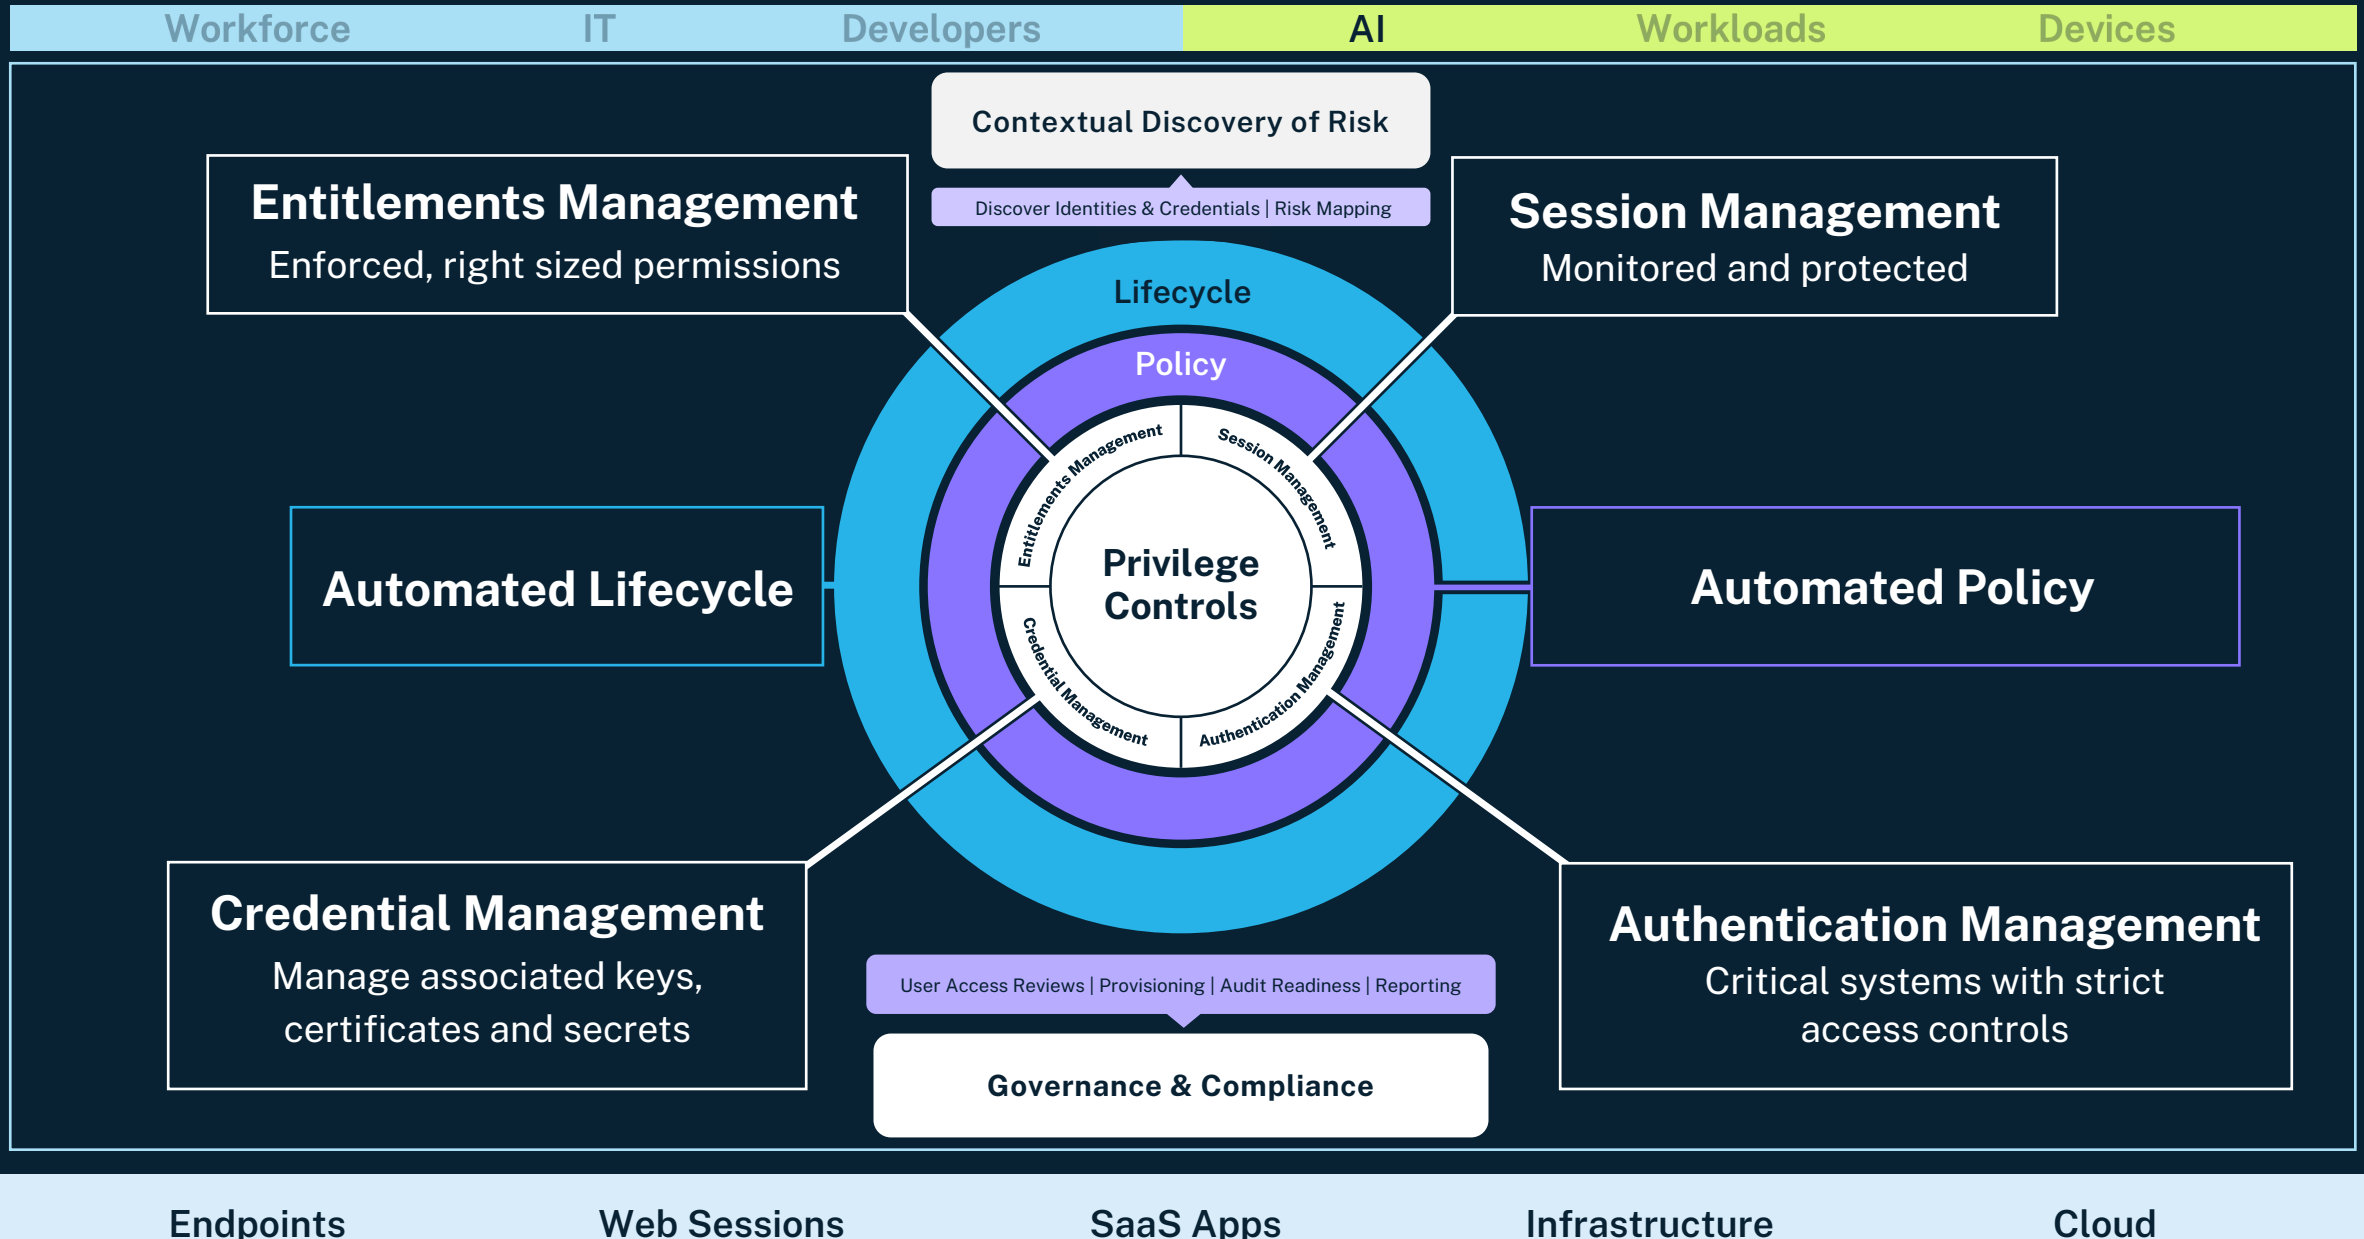 Workforce
IT
Developers
AI
Workloads
Devices
Contextual Discovery of Risk
Discover Identities & Credentials | Risk Mapping
Entitlements Management
Enforced, right sized permissions
Session Management
Monitored and protected
Lifecycle
Policy
Entitlements Management
Session Management
Privilege
Controls
Credential Management
Authentication Management
Automated Lifecycle
Automated Policy
Credential Management
Manage associated keys,
certificates and secrets
Authentication Management
Critical systems with strict
access controls
User Access Reviews | Provisioning | Audit Readiness | Reporting
Governance & Compliance
Endpoints
Web Sessions
SaaS Apps
Infrastructure
Cloud